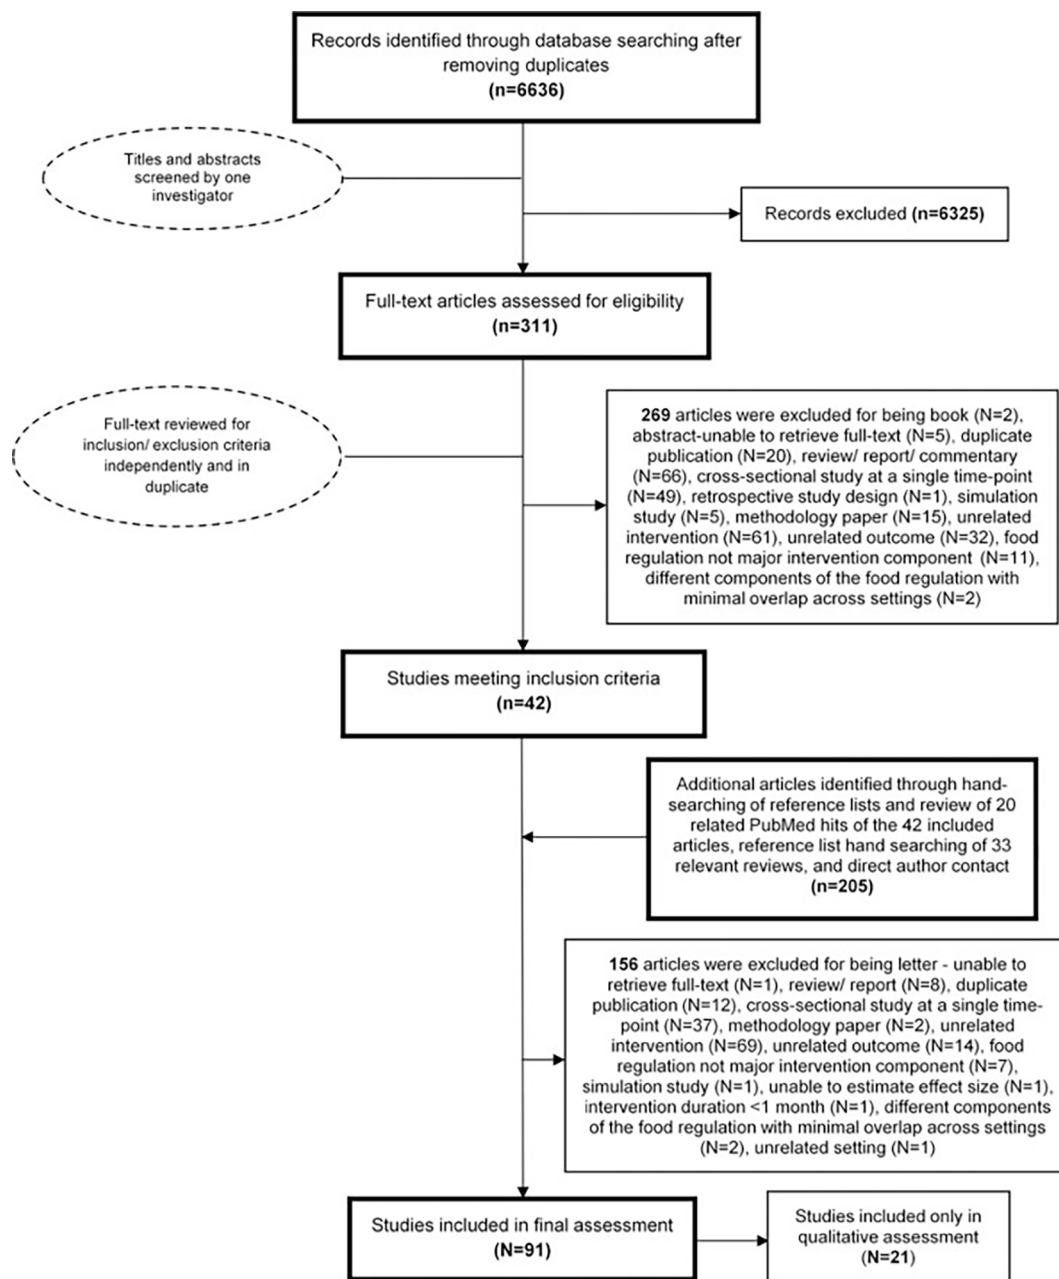 Records identified through database searching after
removing duplicates
(n=6636)
Titles and abstracts
screened by one
investigator
Records excluded (n=6325)
Full-text articles assessed for eligibility
(n=311)
Full-text reviewed for
inclusion/ exclusion criteria
independently and in
duplicate
269 articles were excluded for being book (N=2),
abstract-unable to retrieve full-text (N=5), duplicate
publication (N=20), review/ report/ commentary
(N=66), cross-sectional study at a single time-point
(N=49), retrospective study design (N=1), simulation
study (N=5), methodology paper (N=15), unrelated
intervention (N=61), unrelated outcome (N=32), food
regulation not major intervention component (N=11),
different components of the food regulation with
minimal overlap across settings (N=2)
Studies meeting inclusion criteria
(n=42)
Additional articles identified through hand-
searching of reference lists and review of 20
related PubMed hits of the 42 included
articles, reference list hand searching of 33
relevant reviews, and direct author contact
(n=205)
156 articles were excluded for being letter - unable to
retrieve full-text (N=1), review/ report (N=8), duplicate
publication (N=12), cross-sectional study at a single time-
point (N=37), methodology paper (N=2), unrelated
intervention (N=69), unrelated outcome (N=14), food
regulation not major intervention component (N=7),
simulation study (N=1), unable to estimate effect size (N=1),
intervention duration <1 month (N=1), different components
of the food regulation with minimal overlap across settings
(N=2), unrelated setting (N=1)
Studies included in final assessment
(N=91)
Studies included only in
qualitative assessment
(N=21)